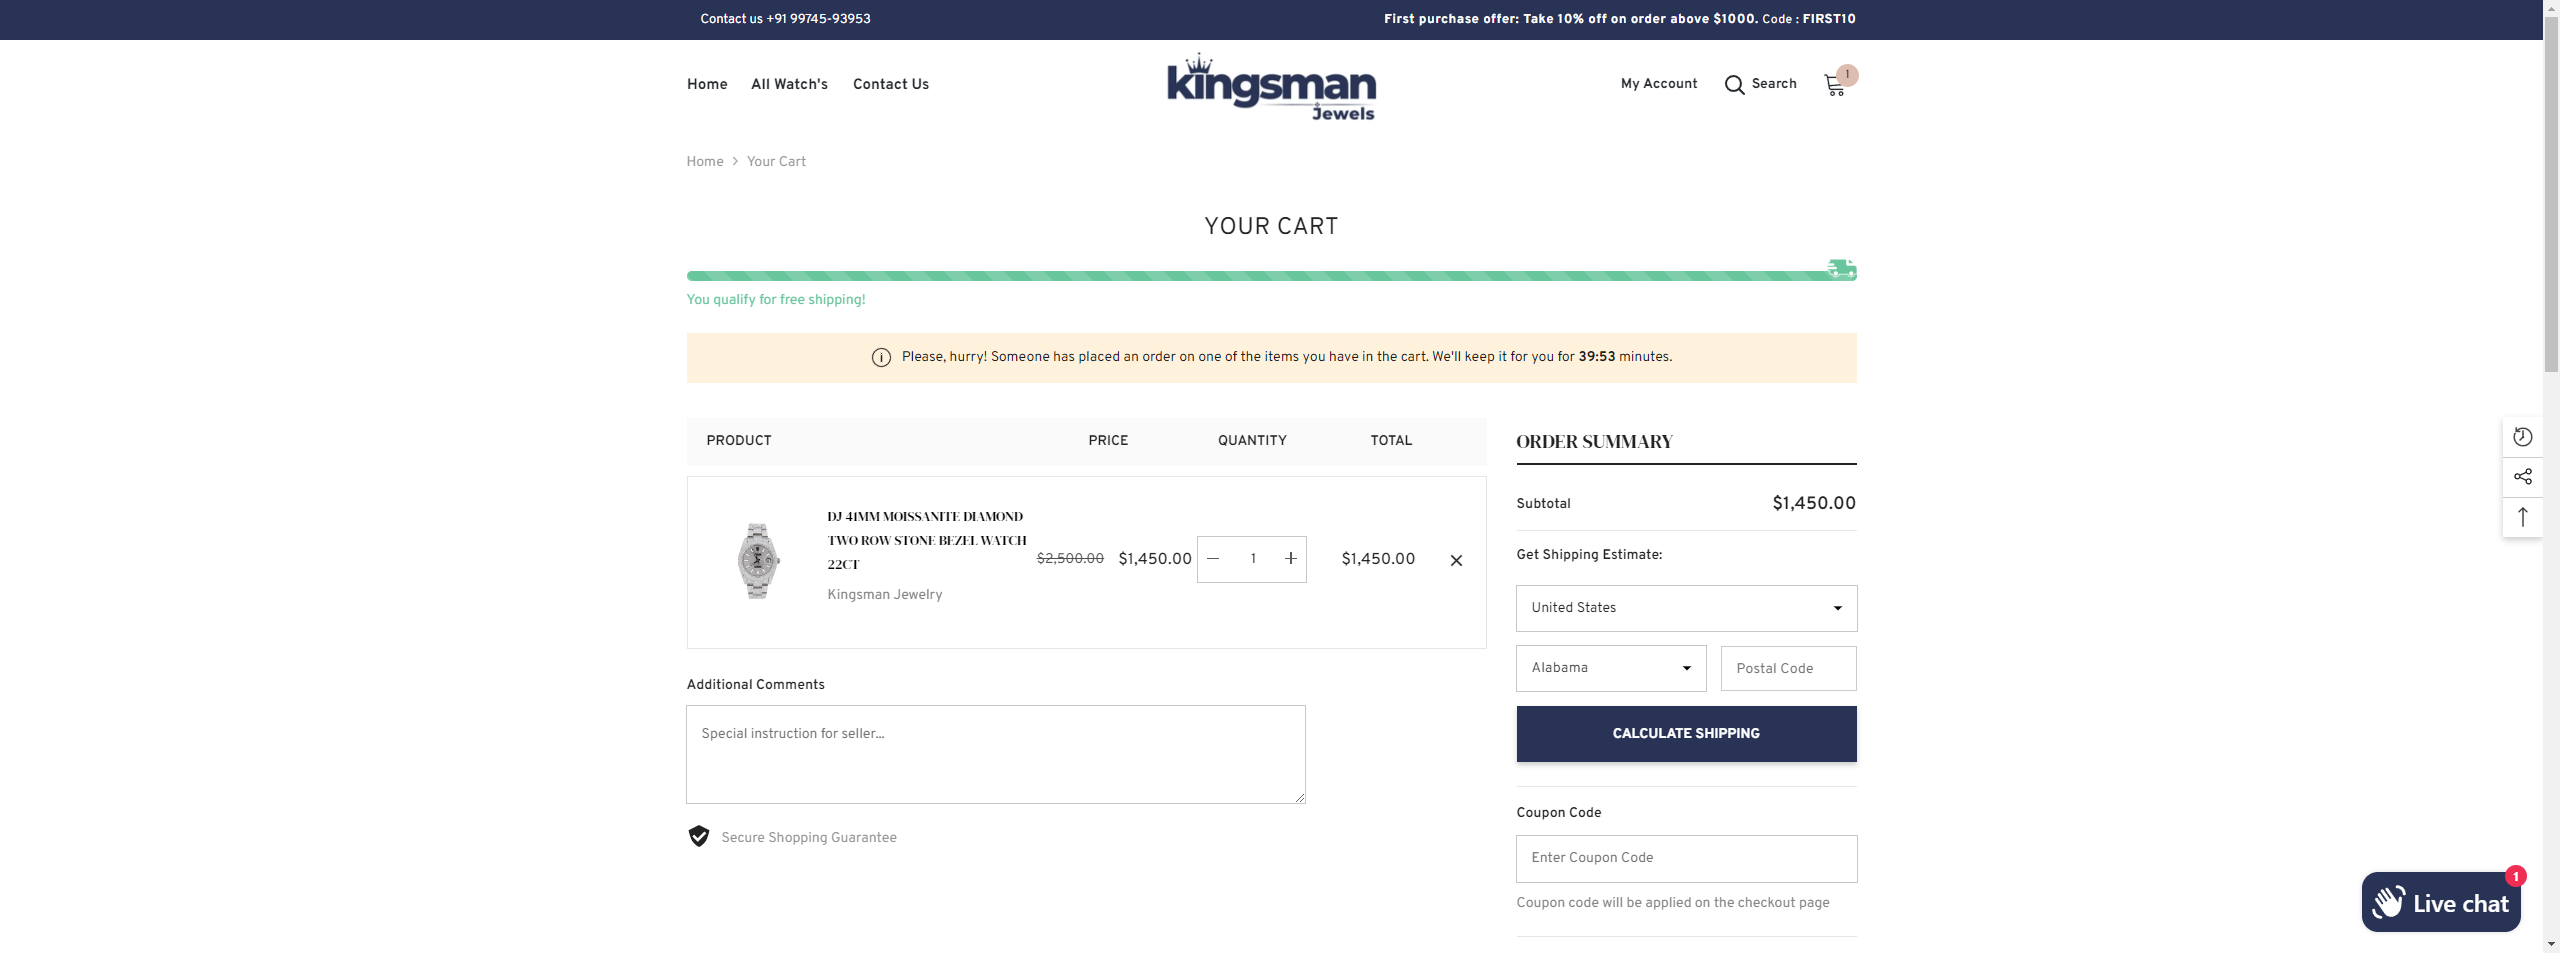 Contact us +91 99745-93953
First purchase offer: Take 10% off on order above $1000. Code : FIRST10
Home
All Watch's
Contact Us
kingsman
Jewels
My Account
Search
1
Home > Your Cart
YOUR CART
You qualify for free shipping!
Please, hurry! Someone has placed an order on one of the items you have in the cart. We'll keep it for you for 39:53 minutes.
PRODUCT
PRICE
QUANTITY
TOTAL
DJ 41MM MOISSANITE DIAMOND
TWO ROW STONE BEZEL WATCH
22CT
Kingsman Jewelry
$2,500.00
$1,450.00
1
$1,450.00
Additional Comments
Special instruction for seller...
Secure Shopping Guarantee
ORDER SUMMARY
Subtotal
$1,450.00
Get Shipping Estimate:
United States
Alabama
Postal Code
CALCULATE SHIPPING
Coupon Code
Enter Coupon Code
Coupon code will be applied on the checkout page
Live chat
1